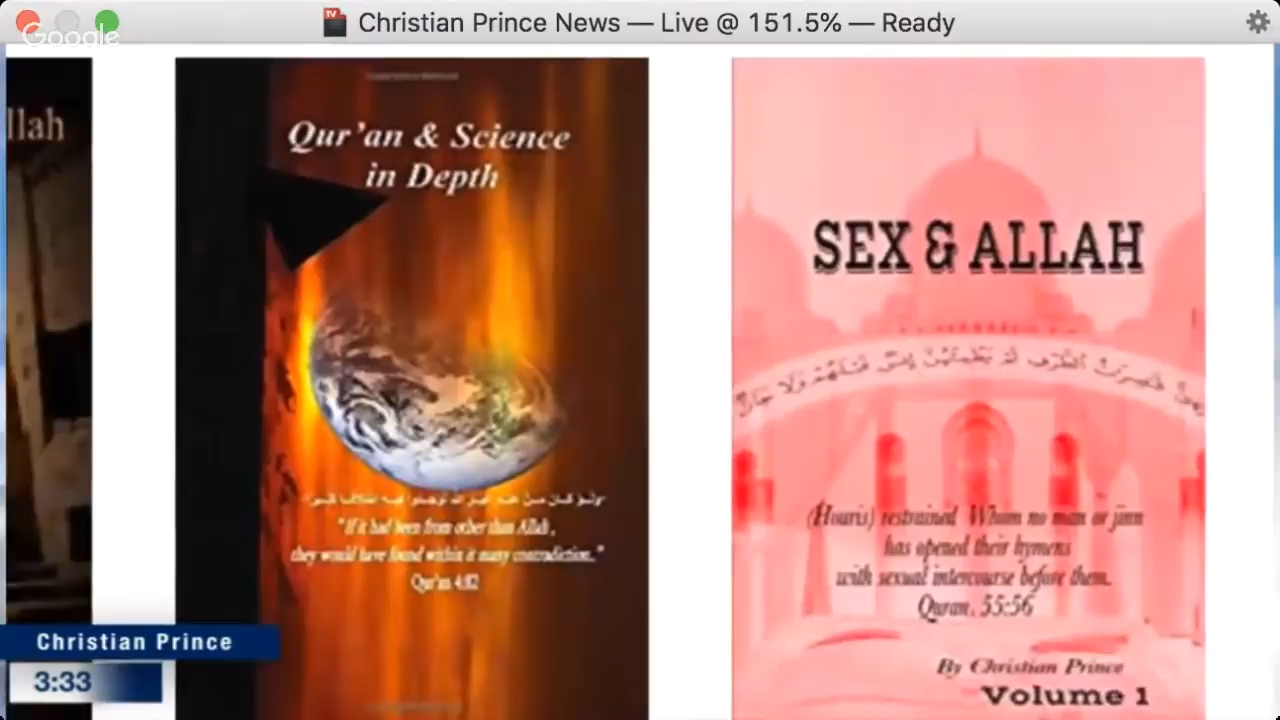 Christian Prince News — Live @ 151.5% — Ready
Google
TV
llah
Qur'an & Science
in Depth
"If it had been from other than Allah,
they would have found within it many contradiction."
Qur'an 4:82
SEX & ALLAH
(Houris) restrained Whom no man or jinn
has opened their hymens
with sexual intercourse before them.
Quran, 55:56
By Christian Prince
Volume 1
Christian Prince
3:33